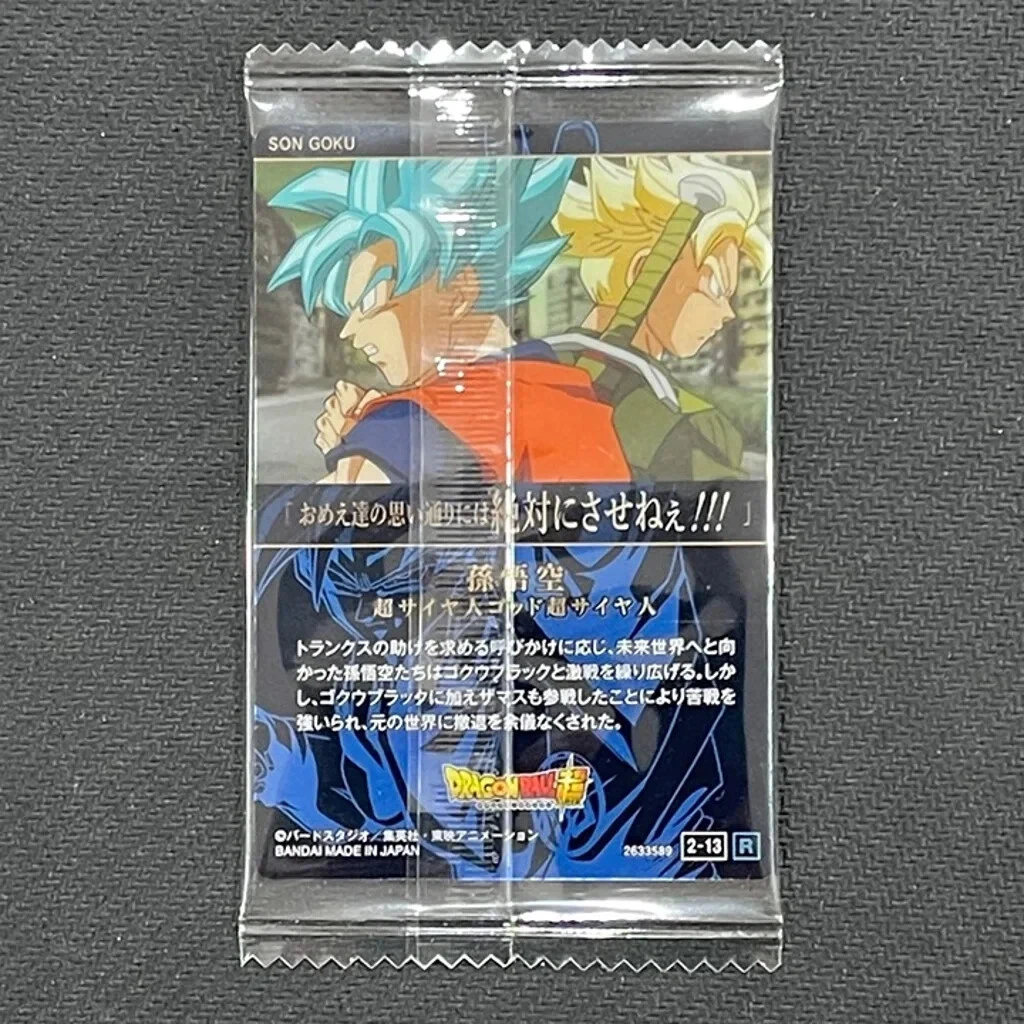 SON GOKU
「おめえ達の思い通りには絶対にさせねぇ!!!」
孫悟空
超サイヤ人ゴッド超サイヤ人
トランクスの助けを求める呼びかけに応じ、未来世界へと向
かった孫悟空たちはゴクウブラックと激戦を繰り広げる。しか
し、ゴクウブラックに加えザマスも参戦したことにより苦戦を
強いられ、元の世界に撤退を余儀なくされた。
DRAGON BALL超
©バードスタジオ/集英社・東映アニメーション
BANDAI MADE IN JAPAN
2633589 2-13 R